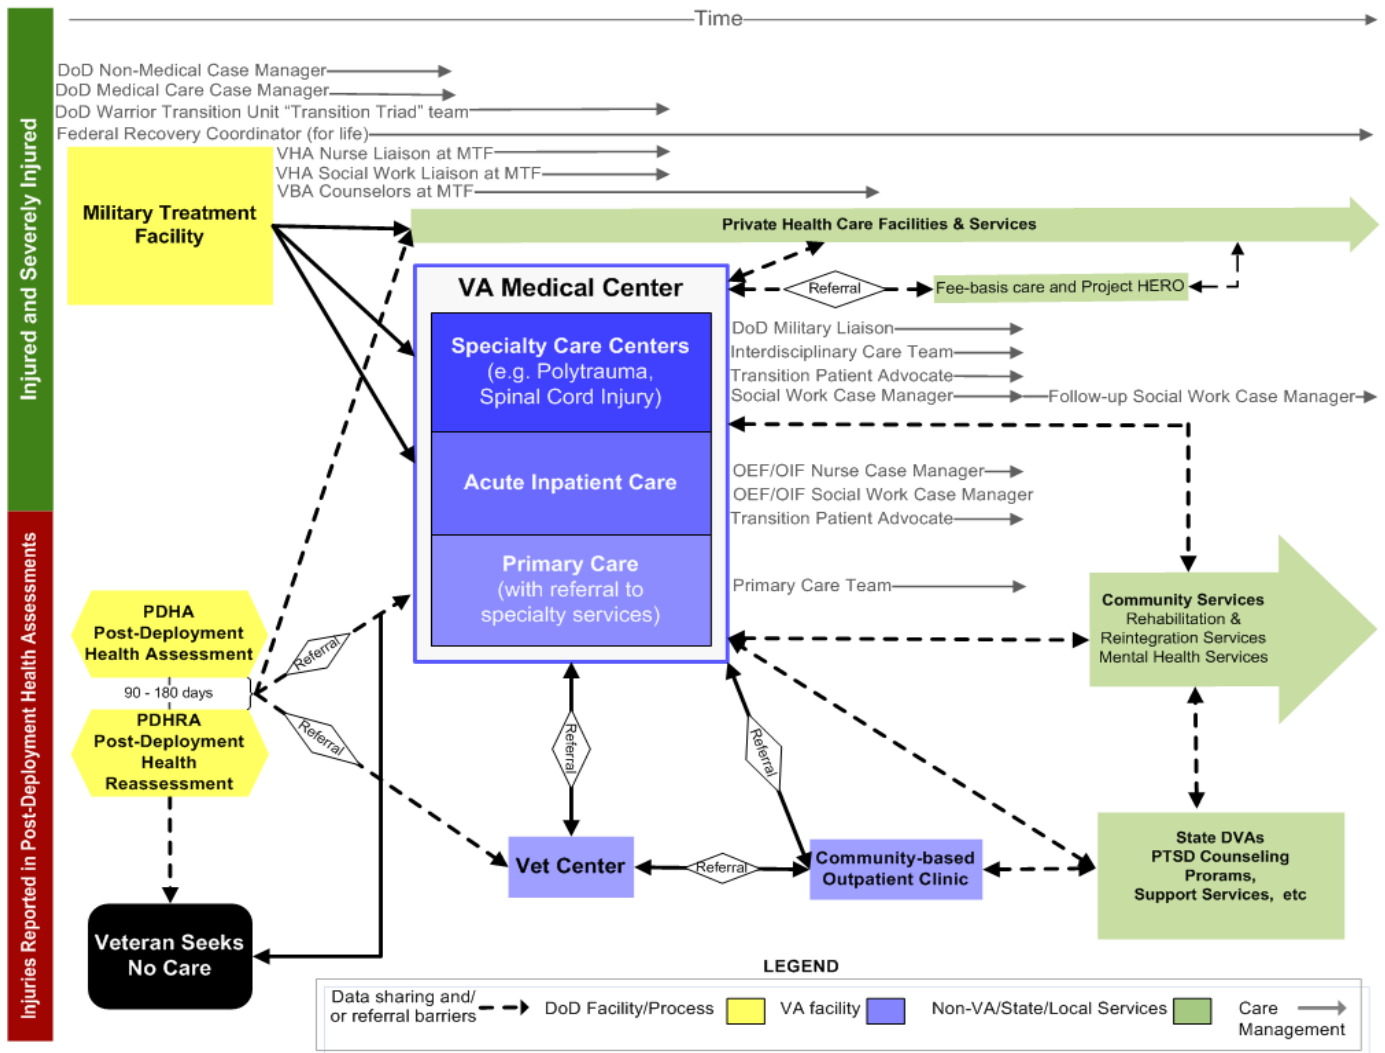 Time
Injured and Severely Injured
DoD Non-Medical Case Manager
DoD Medical Care Case Manager
DoD Warrior Transition Unit “Transition Triad” team
Federal Recovery Coordinator (for life)
VHA Nurse Liaison at MTF
VHA Social Work Liaison at MTF
VBA Counselors at MTF
Military Treatment
Facility
Private Health Care Facilities & Services
VA Medical Center
Referral
Fee-basis care and Project HERO
Specialty Care Centers
(e.g. Polytrauma,
Spinal Cord Injury)
DoD Military Liaison
Interdisciplinary Care Team
Transition Patient Advocate
Social Work Case Manager
Follow-up Social Work Case Manager
Acute Inpatient Care
OEF/OIF Nurse Case Manager
OEF/OIF Social Work Case Manager
Transition Patient Advocate
Primary Care
(with referral to
specialty services)
Primary Care Team
Injuries Reported in Post-Deployment Health Assessments
PDHA
Post-Deployment
Health Assessment
90 - 180 days
PDHRA
Post-Deployment
Health
Reassessment
Referral
Referral
Referral
Referral
Community Services
Rehabilitation &
Reintegration Services
Mental Health Services
Vet Center
Referral
Community-based
Outpatient Clinic
State DVAs
PTSD Counseling
Prorams,
Support Services, etc
Veteran Seeks
No Care
LEGEND
Data sharing and/
or referral barriers
DoD Facility/Process
VA facility
Non-VA/State/Local Services
Care
Management